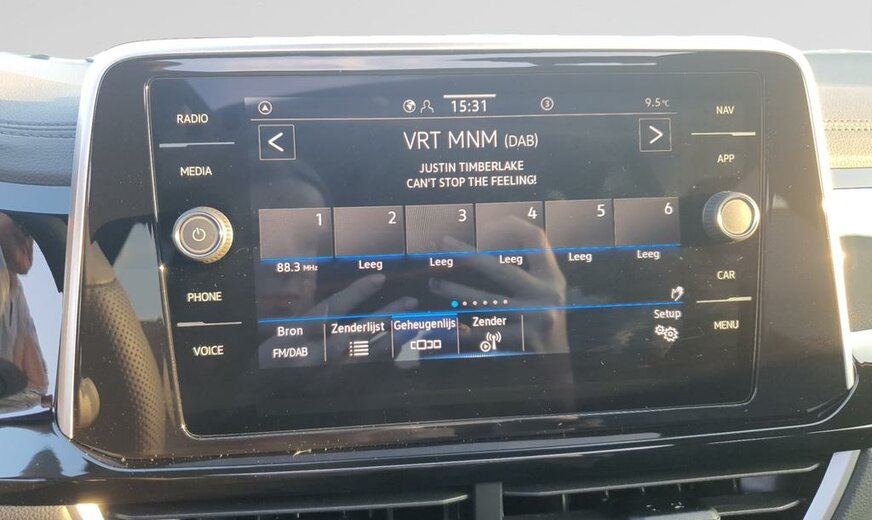 RADIO
MEDIA
PHONE
VOICE
15:31
3
9.5°C
NAV
APP
CAR
MENU
< VRT MNM (DAB) >
JUSTIN TIMBERLAKE
CAN'T STOP THE FEELING!
1 2 3 4 5 6
88.3 MHz Leeg Leeg Leeg Leeg Leeg
Bron Zenderlijst Geheugenlijs Zender Setup
FM/DAB